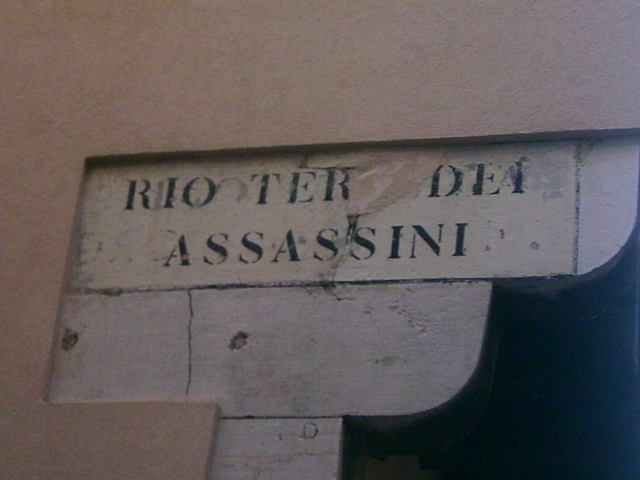 RIO TER DEI
ASSASSINI
D